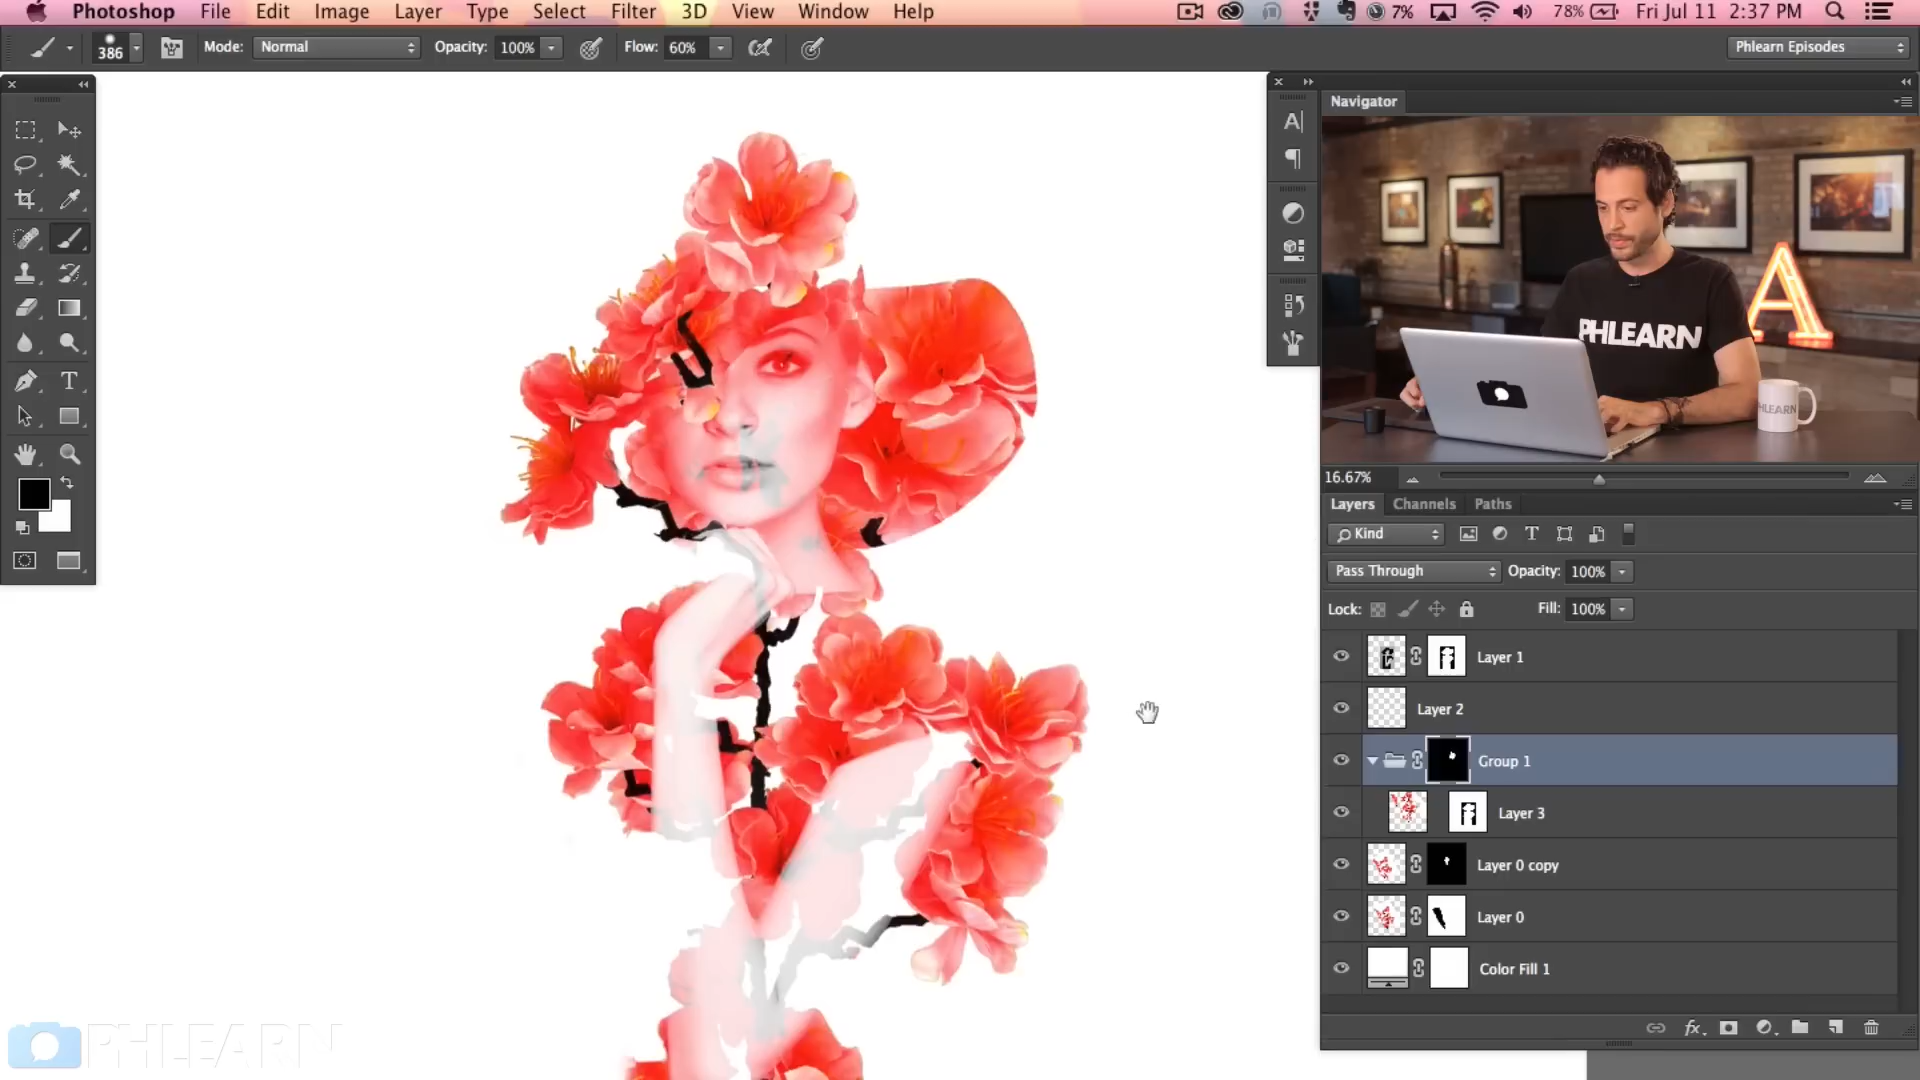 Photoshop File Edit Image Layer Type Select Filter 3D View Window Help 7% 78% Fri Jul 11 2:37 PM
386 Mode: Normal Opacity: 100% Flow: 60% Phlearn Episodes
Navigator
A
PHLEARN
PHLEARN
16.67%
Layers Channels Paths
Kind
Pass Through Opacity: 100%
Lock: Fill: 100%
Layer 1
Layer 2
Group 1
Layer 3
Layer 0 copy
Layer 0
Color Fill 1
fx
PHLEARN